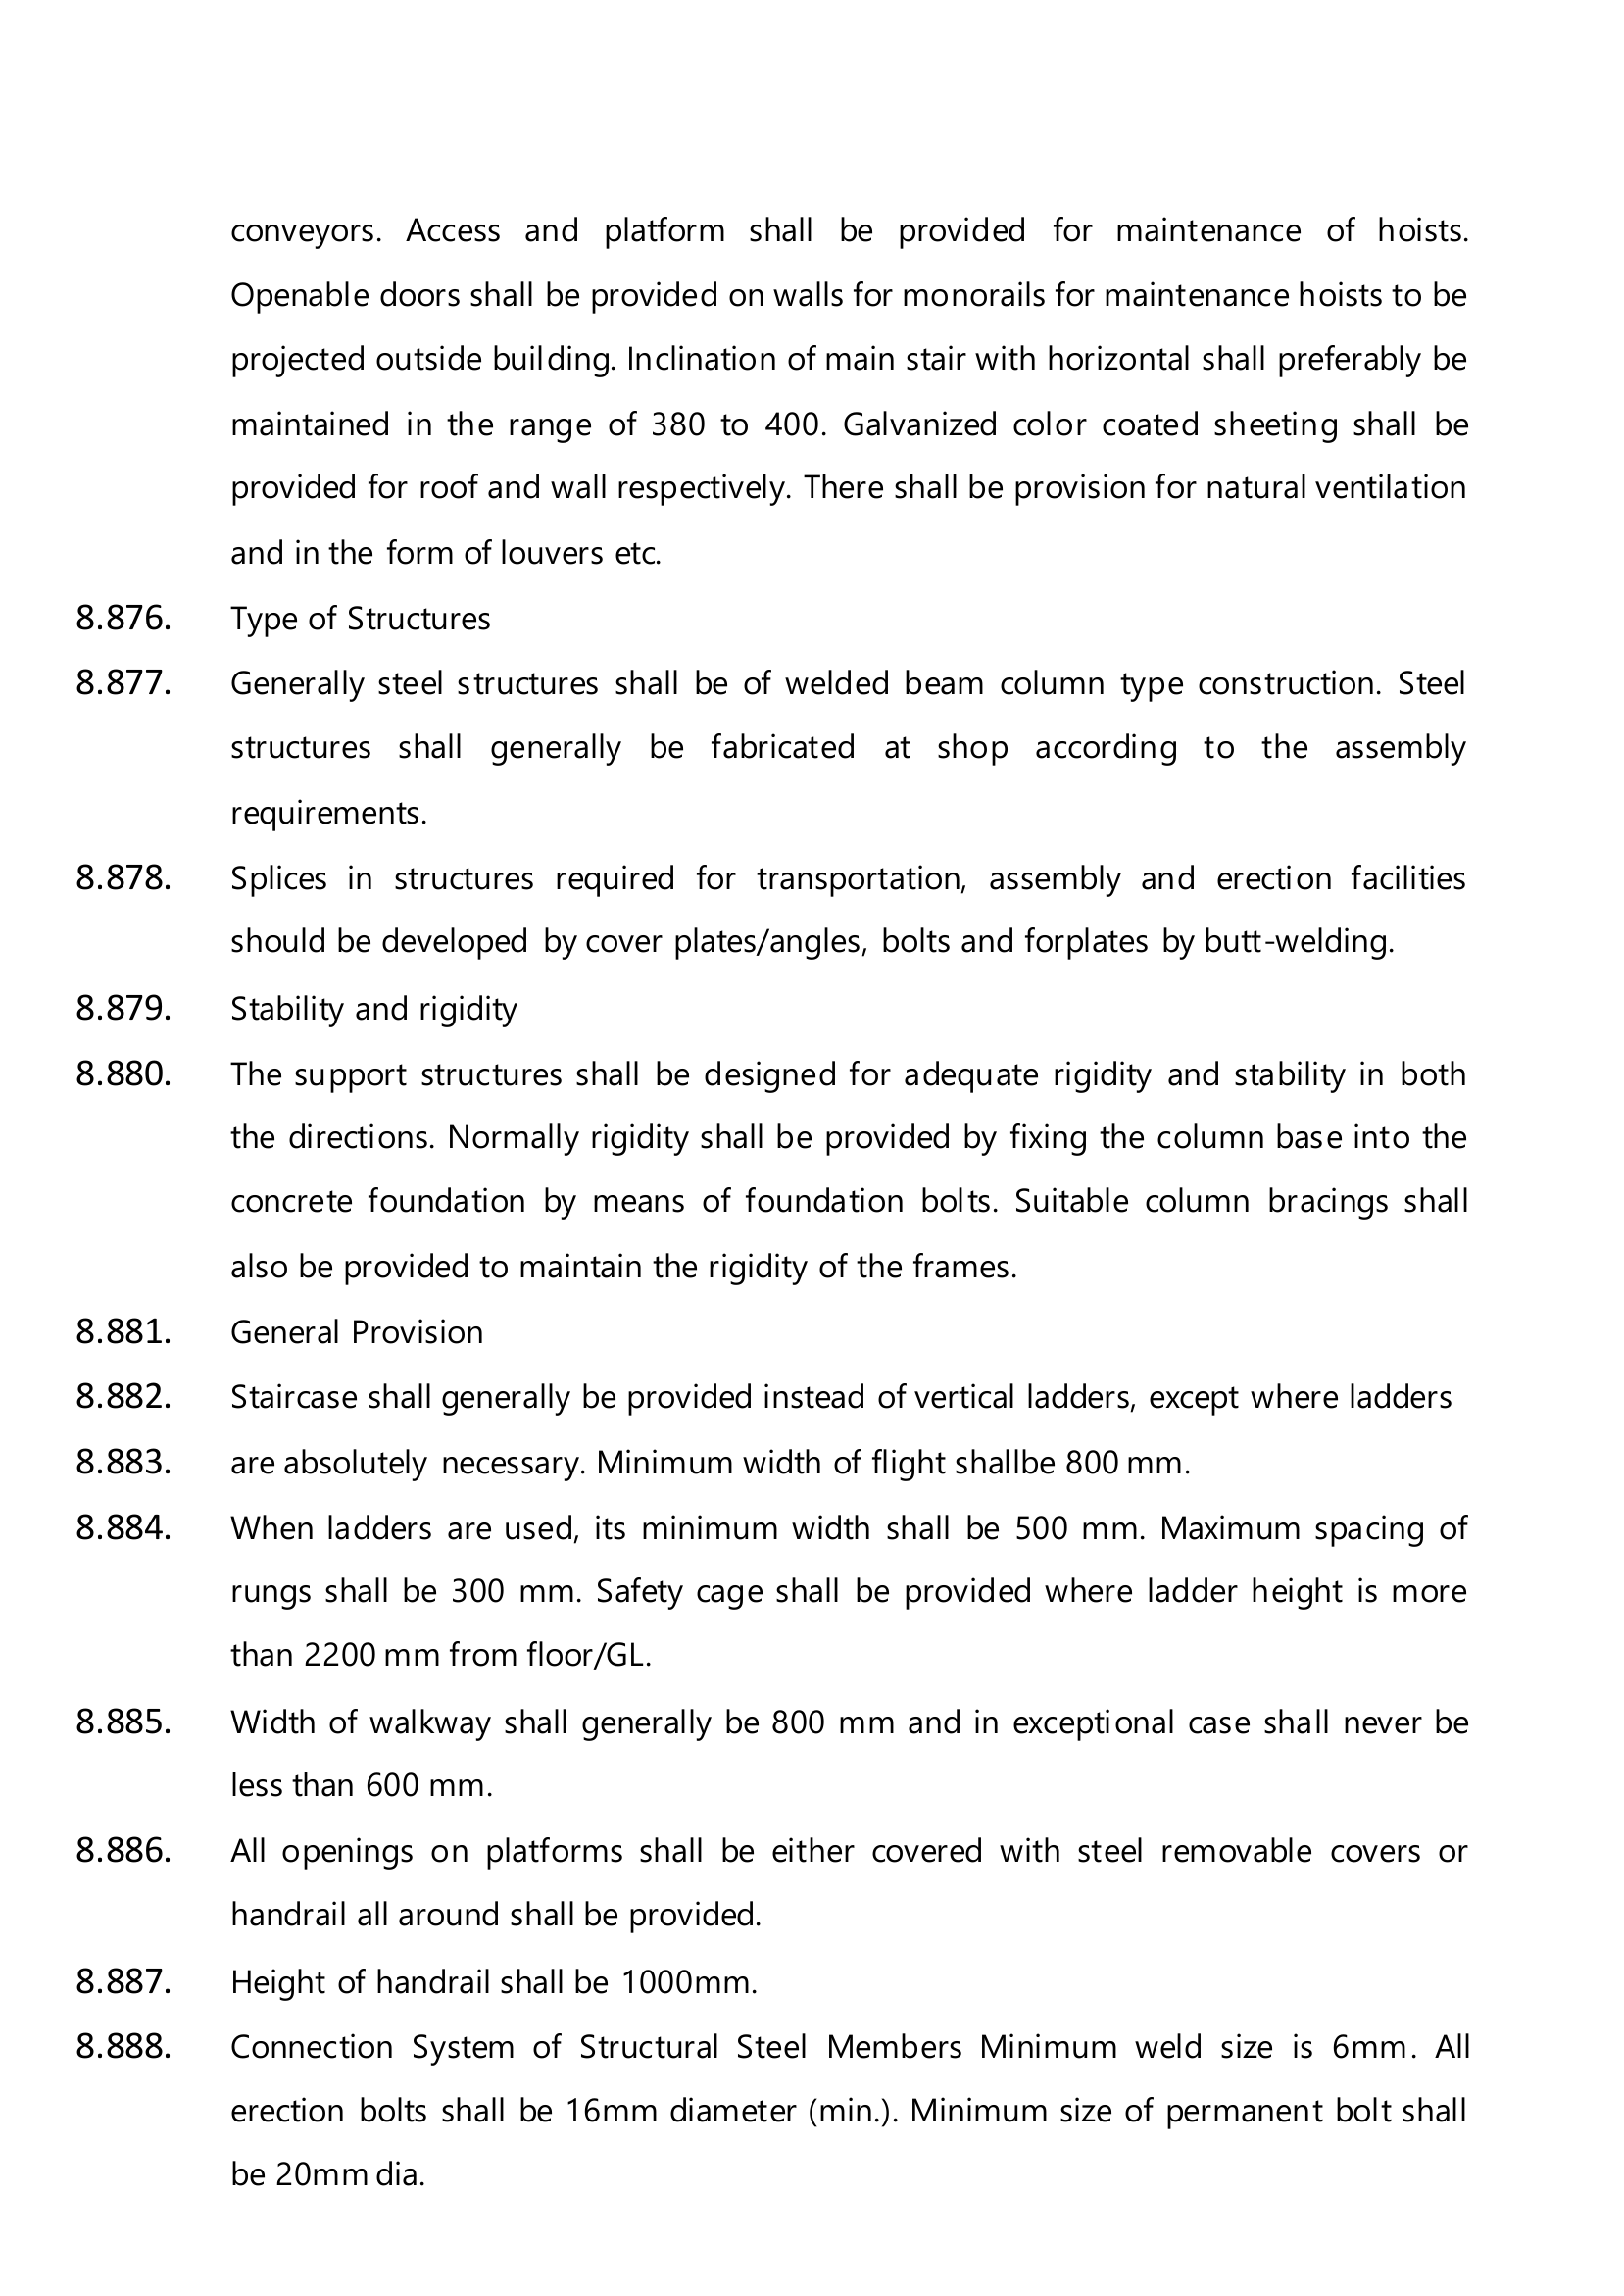 conveyors. Access and platform shall be provided for maintenance of hoists.
Openable doors shall be provided on walls for monorails for maintenance hoists to be
projected outside building. Inclination of main stair with horizontal shall preferably be
maintained in the range of 380 to 400. Galvanized color coated sheeting shall be
provided for roof and wall respectively. There shall be provision for natural ventilation
and in the form of louvers etc.
8.876. Type of Structures
8.877. Generally steel structures shall be of welded beam column type construction. Steel
structures shall generally be fabricated at shop according to the assembly
requirements.
8.878. Splices in structures required for transportation, assembly and erection facilities
should be developed by cover plates/angles, bolts and forplates by butt-welding.
8.879. Stability and rigidity
8.880. The support structures shall be designed for adequate rigidity and stability in both
the directions. Normally rigidity shall be provided by fixing the column base into the
concrete foundation by means of foundation bolts. Suitable column bracings shall
also be provided to maintain the rigidity of the frames.
8.881. General Provision
8.882. Staircase shall generally be provided instead of vertical ladders, except where ladders
8.883. are absolutely necessary. Minimum width of flight shallbe 800 mm.
8.884. When ladders are used, its minimum width shall be 500 mm. Maximum spacing of
rungs shall be 300 mm. Safety cage shall be provided where ladder height is more
than 2200 mm from floor/GL.
8.885. Width of walkway shall generally be 800 mm and in exceptional case shall never be
less than 600 mm.
8.886. All openings on platforms shall be either covered with steel removable covers or
handrail all around shall be provided.
8.887. Height of handrail shall be 1000mm.
8.888. Connection System of Structural Steel Members Minimum weld size is 6mm. All
erection bolts shall be 16mm diameter (min.). Minimum size of permanent bolt shall
be 20mm dia.